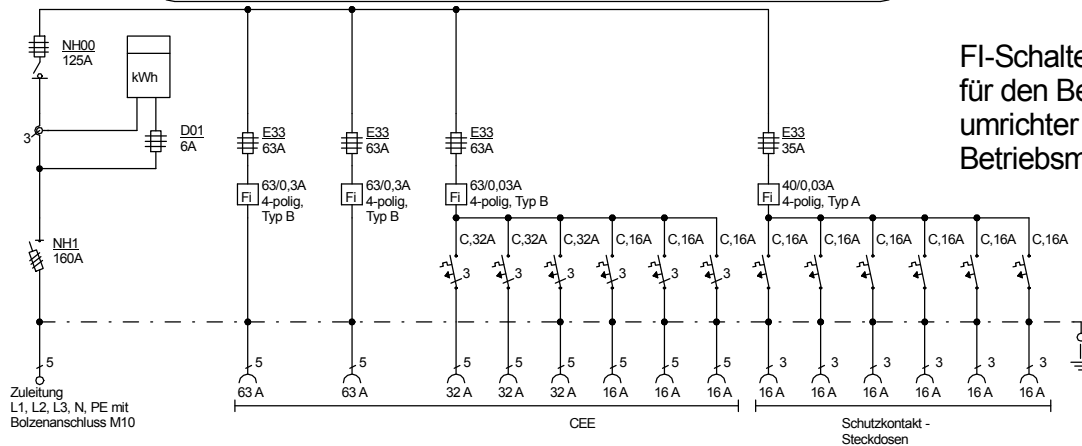 NH00
125A
kWh
3
D01
6A
NH1
160A
E33
63A
E33
63A
E33
63A
E33
35A
Fi
63/0,3A
4-polig,
Typ B
Fi
63/0,3A
4-polig,
Typ B
Fi
63/0,03A
4-polig, Typ B
Fi
40/0,03A
4-polig, Typ A
C,32A C,32A C,32A C,16A C,16A C,16A C,16A C,16A C,16A C,16A C,16A C,16A
3 3 3 3 3 3
5 5 5 5 5 5 5 5 5 3 3 3 3 3 3
63 A 63 A 32 A 32 A 32 A 16 A 16 A 16 A 16 A 16 A 16 A 16 A 16 A 16 A
Zuleitung
L1, L2, L3, N, PE mit
Bolzenanschluss M10
CEE
Schutzkontakt -
Steckdosen
für den
umrichter